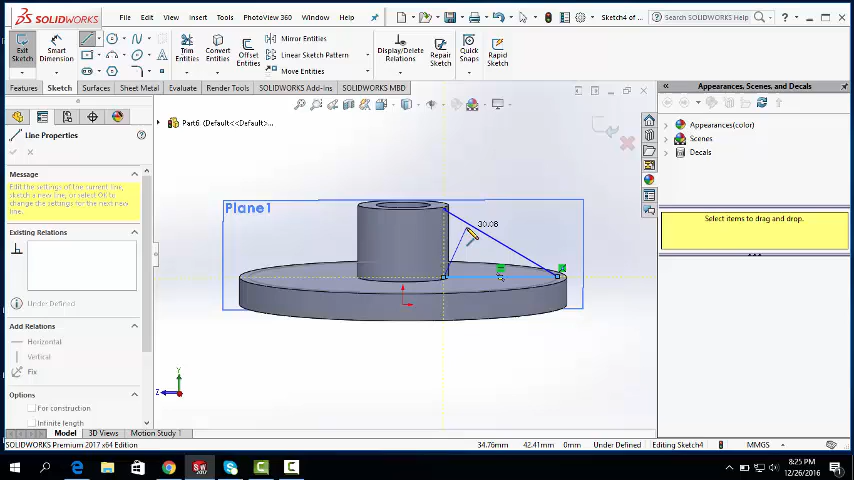 SOLIDWORKS
File Edit View Insert Tools PhotoView 360 Window Help
Sketch4 of ...
Search SOLIDWORKS Help
Exit Sketch
Smart Dimension
Trim Entities
Convert Entities
Offset Entities
Mirror Entities
Linear Sketch Pattern
Move Entities
Display/Delete Relations
Repair Sketch
Quick Snaps
Rapid Sketch
Features Sketch Surfaces Sheet Metal Evaluate Render Tools SOLIDWORKS Add-ins SOLIDWORKS MBD
Appearances, Scenes, and Decals
Part6 (Default<<Default>...
Line Properties
Message
Edit the settings of the current line, sketch a new line, or select OK to change the settings for the next new line.
Existing Relations
Under Defined
Add Relations
Horizontal
Vertical
Fix
Options
For construction
Infinite length
Plane1
30.08
Y
Z
Appearances(color)
Scenes
Decals
Select items to drag and drop.
Model 3D Views Motion Study 1
SOLIDWORKS Premium 2017 x64 Edition
34.76mm 42.41mm 0mm Under Defined Editing Sketch4 MMGS
8:25 PM
12/26/2016